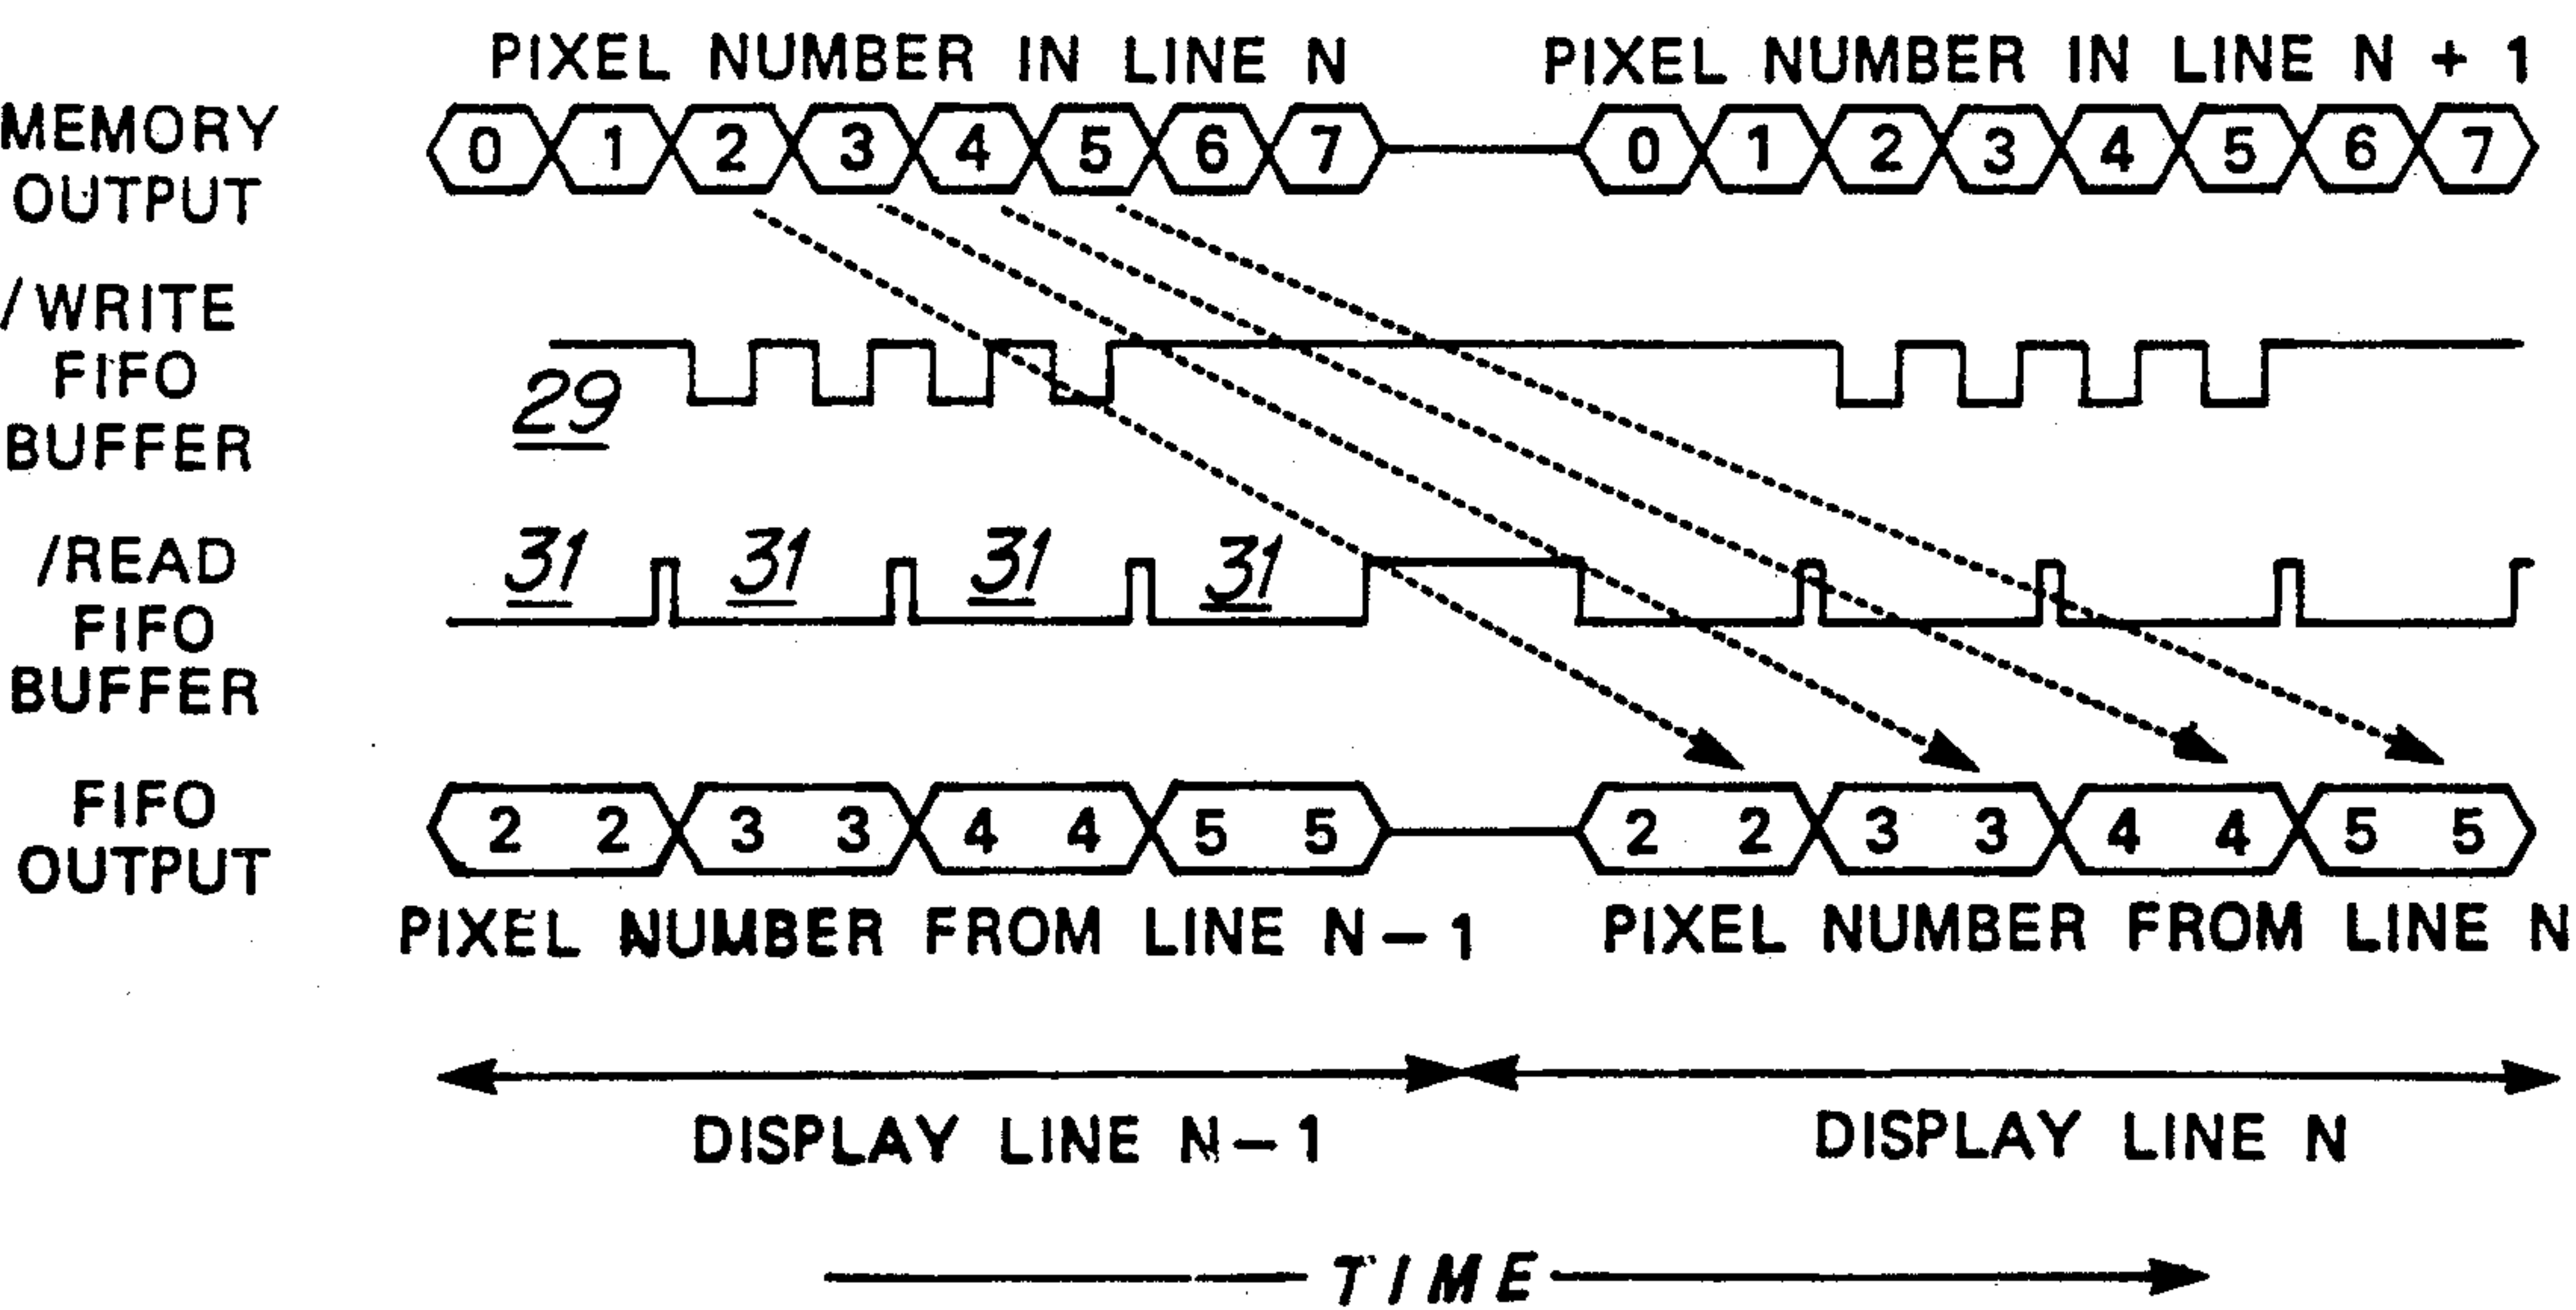 PIXEL NUMBER IN LINE N
PIXEL NUMBER IN LINE N + 1
MEMORY
OUTPUT
0 1 2 3 4 5 6 7
0 1 2 3 4 5 6 7
/WRITE
FIFO
BUFFER
29
/READ
FIFO
BUFFER
31 31 31 31
FIFO
OUTPUT
2 2 3 3 4 4 5 5
2 2 3 3 4 4 5 5
PIXEL NUMBER FROM LINE N-1
PIXEL NUMBER FROM LINE N
DISPLAY LINE N-1
DISPLAY LINE N
TIME